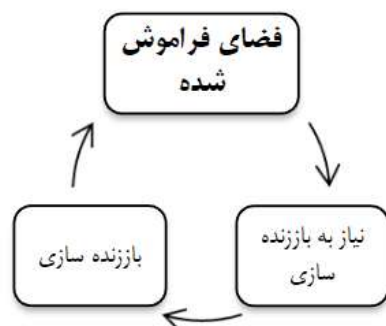 فضای فراموش
شده
نیاز به باززنده
سازی
باززنده سازی